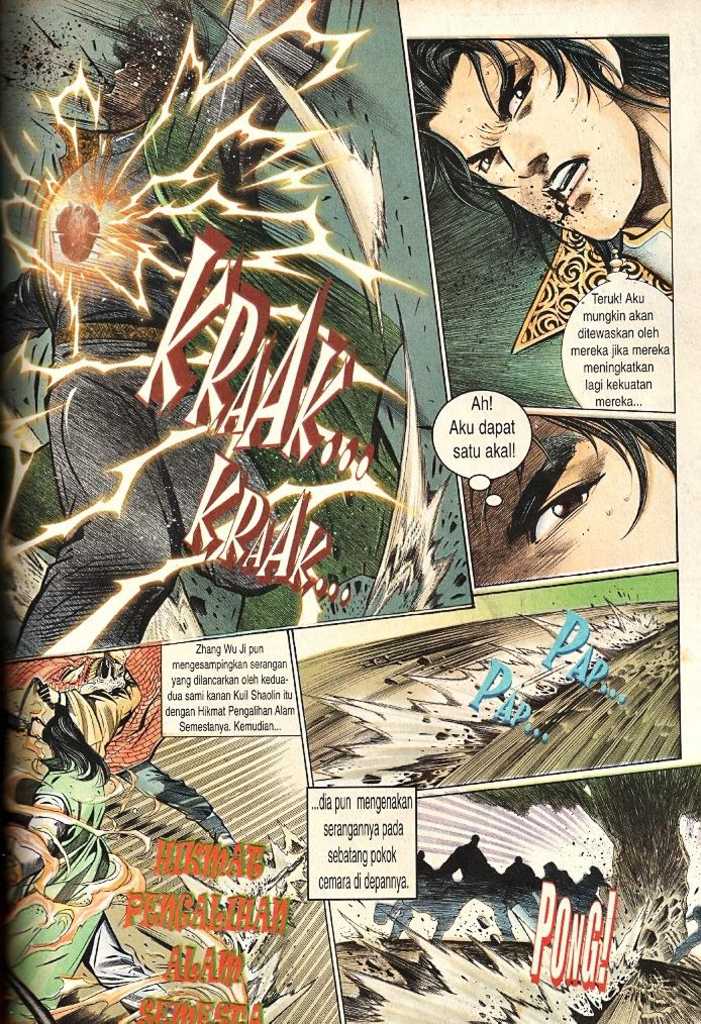 KRAAK...
KRAAK...
Teruk! Aku
mungkin akan
ditewaskan oleh
mereka jika mereka
meningkatkan
lagi kekuatan
mereka...
Ah!
Aku dapat
satu akal!
Zhang Wu Ji pun
mengesampingkan serangan
yang dilancarkan oleh kedua-
dua sami kanan Kuil Shaolin itu
dengan Hikmat Pengalihan Alam
Semestanya. Kemudian...
PAP...
PAP...
HIKMAT
PENGALIHAN
ALAM
SEMESTA
...dia pun mengenakan
serangannya pada
sebatang pokok
cemara di depannya.
PONG!